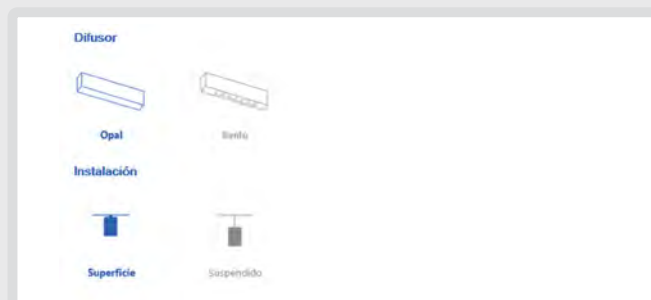 Difusor
Opal
Instalación
Superficie Suspendido